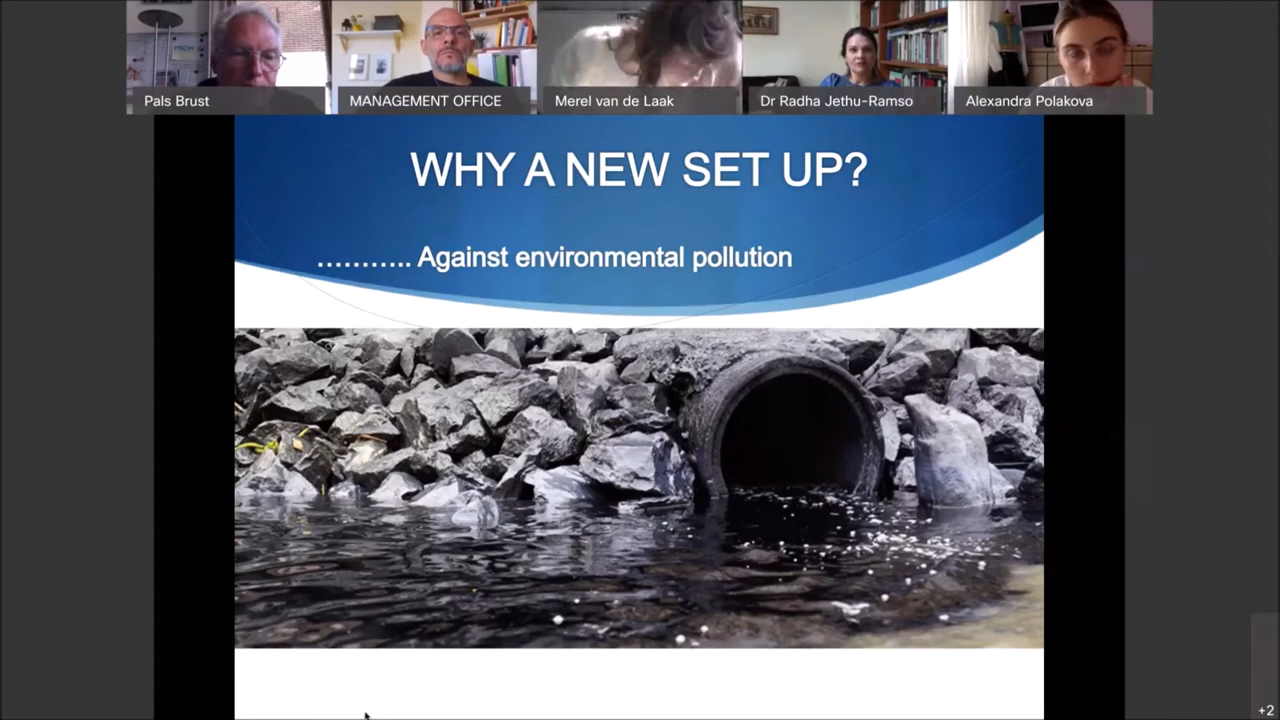 Pals Brust
MANAGEMENT OFFICE
Merel van de Laak
Dr Radha Jethu-Ramso
Alexandra Polakova
WHY A NEW SET UP?
……….. Against environmental pollution
+2